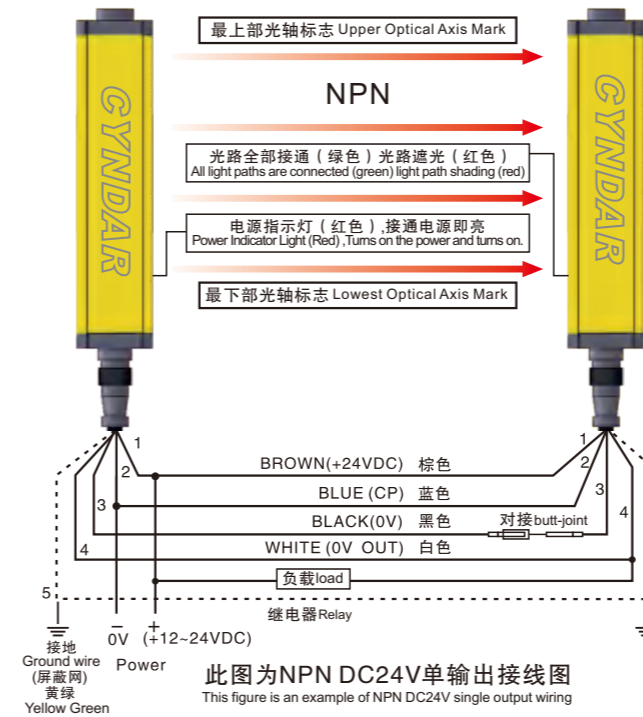 最上部光轴标志 Upper Optical Axis Mark
CYNDAR
NPN
CYNDAR
光路全部接通（绿色）光路遮光（红色）
All light paths are connected (green) light path shading (red)
电源指示灯（红色）,接通电源即亮
Power Indicator Light (Red) ,Turns on the power and turns on.
最下部光轴标志 Lowest Optical Axis Mark
1
1
2
BROWN(+24VDC) 棕色
2
BLUE (CP) 蓝色
3
3
BLACK(0V) 黑色
对接butt-joint
4
4
WHITE (0V OUT) 白色
负载load
5
继电器Relay
－
+
0V
(+12~24VDC)
Power
接地
Ground wire
(屏蔽网)
黄绿
Yellow Green
此图为NPN DC24V单输出接线图
This figure is an example of NPN DC24V single output wiring